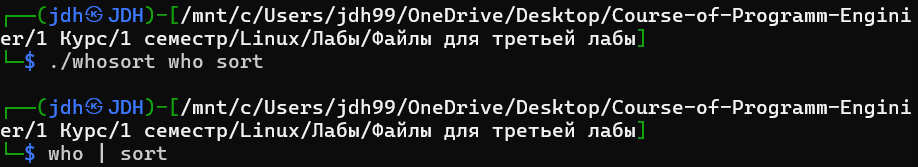 ┌──(jdh㉿JDH)-[/mnt/c/Users/jdh99/OneDrive/Desktop/Course-of-Programm-Engini
er/1 Курс/1 семестр/Linux/Лабы/Файлы для третьей лабы]
└─$ ./whosort who sort
┌──(jdh㉿JDH)-[/mnt/c/Users/jdh99/OneDrive/Desktop/Course-of-Programm-Engini
er/1 Курс/1 семестр/Linux/Лабы/Файлы для третьей лабы]
└─$ who | sort